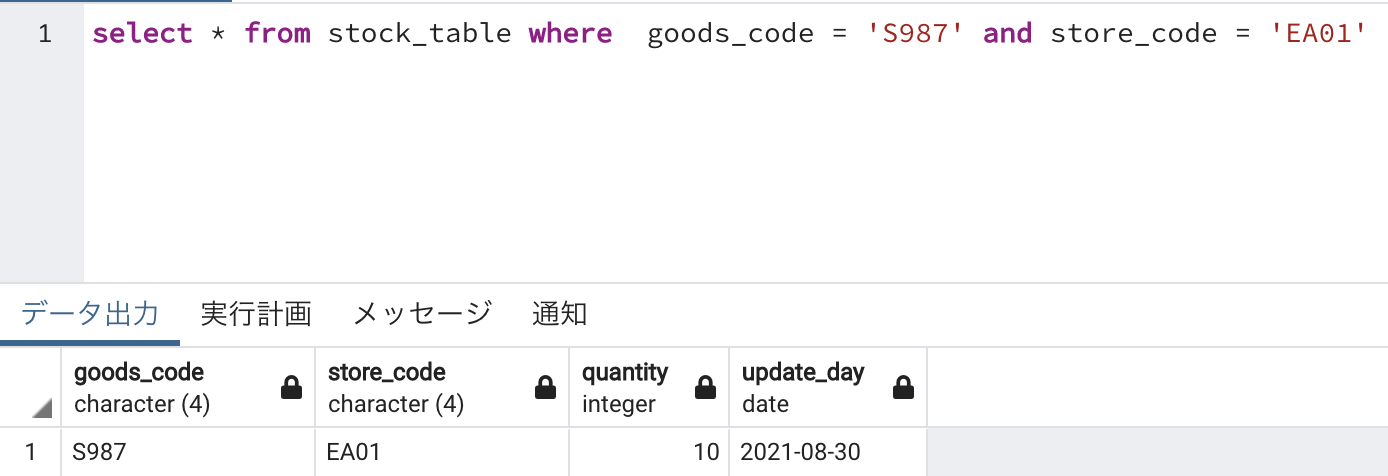 1 select * from stock_table where  goods_code = 'S987' and store_code = 'EA01'
データ出力 実行計画 メッセージ 通知
goods_code store_code quantity update_day
character (4) character (4) integer date
1 S987 EA01 10 2021-08-30